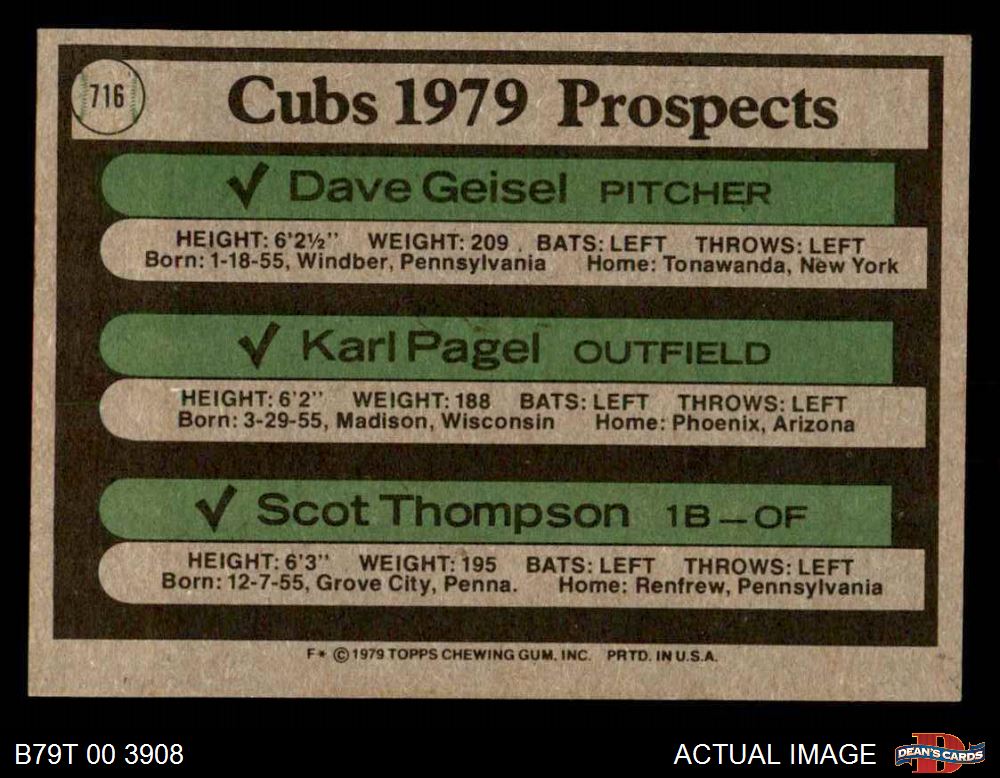 716
Cubs 1979 Prospects
✓ Dave Geisel PITCHER
HEIGHT: 6'2½" WEIGHT: 209 BATS: LEFT THROWS: LEFT
Born: 1-18-55, Windber, Pennsylvania Home: Tonawanda, New York
✓ Karl Pagel OUTFIELD
HEIGHT: 6'2" WEIGHT: 188 BATS: LEFT THROWS: LEFT
Born: 3-29-55, Madison, Wisconsin Home: Phoenix, Arizona
✓ Scot Thompson 1B–OF
HEIGHT: 6'3" WEIGHT: 195 BATS: LEFT THROWS: LEFT
Born: 12-7-55, Grove City, Penna. Home: Renfrew, Pennsylvania
F* © 1979 TOPPS CHEWING GUM, INC. PRTD. IN U.S.A.
B79T 00 3908
ACTUAL IMAGE
DEAN'S CARDS